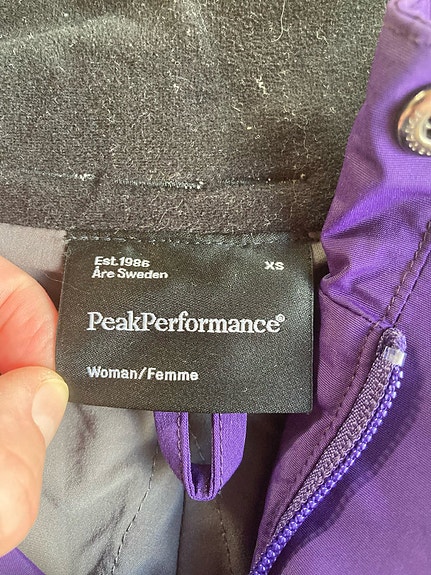 Est.1986
XS
Åre Sweden
PeakPerformance®
Woman/Femme